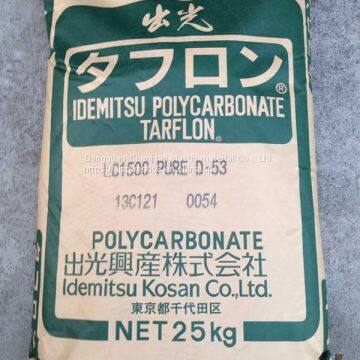 出光
タフロン®
IDEMITSU POLYCARBONATE
TARFLON®
LC1500 PURE D-53
13C121 0054
POLYCARBONATE
出光興産株式会社
Idemitsu Kosan Co.,Ltd.
東京都千代田区
NET 25kg